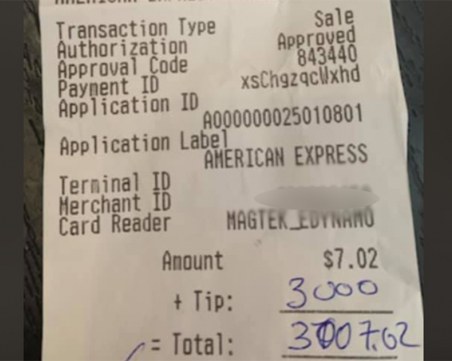 Transaction Type Sale
Authorization Approved
Approval Code 843440
Payment ID xsCh9zqcWxhd
Application ID
A000000025010801
Application Label
AMERICAN EXPRESS
Terminal ID
Merchant ID
Card Reader MAGTEK_EDYNAMO
Amount $7.02
+ Tip: 3000
= Total: 3007.02